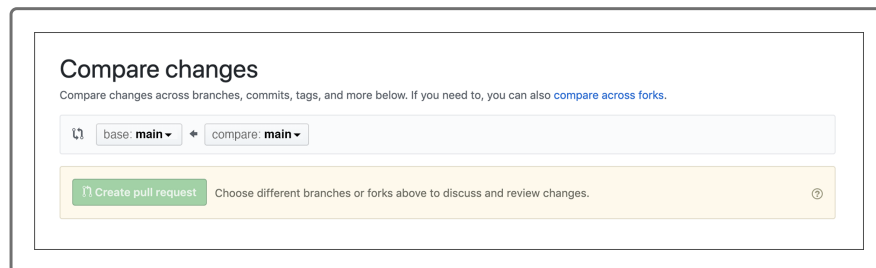 Compare changes
Compare changes across branches, commits, tags, and more below. If you need to, you can also compare across forks.
base: main compare: main
Create pull request Choose different branches or forks above to discuss and review changes.